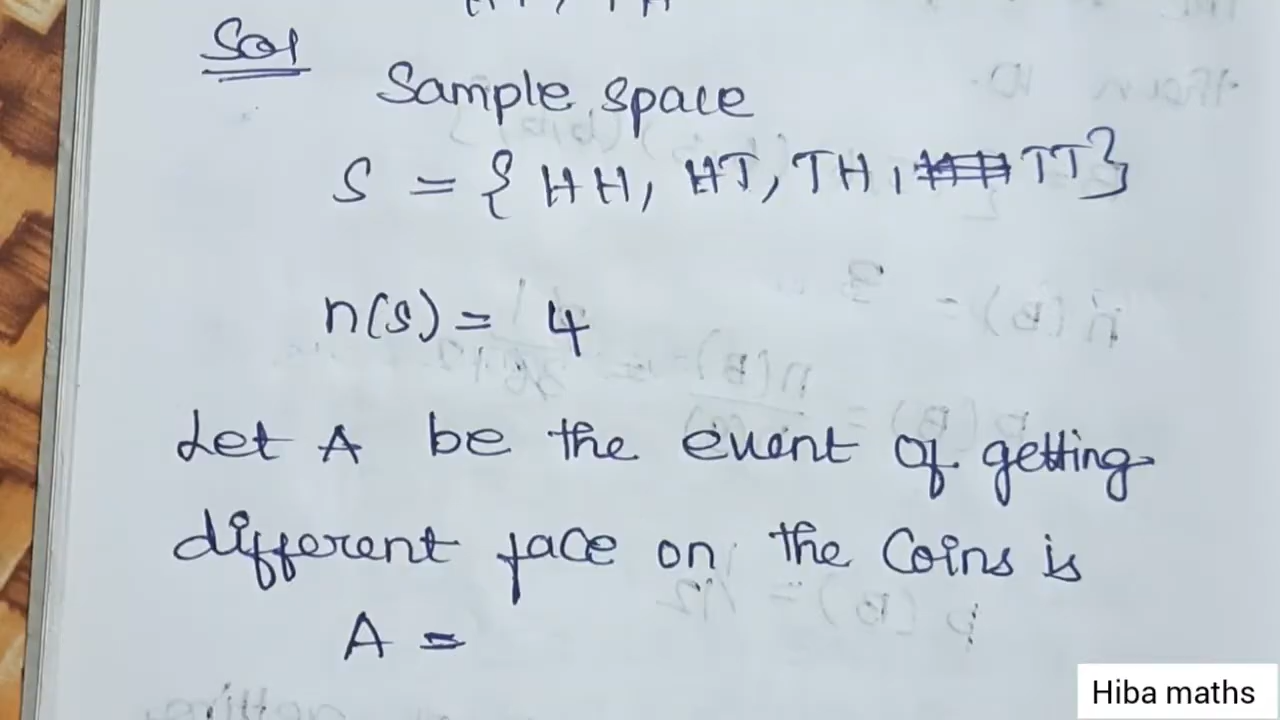 Sol
Sample space
S = { HH, HT, TH, TT}
n(S) = 4
Let A be the event of getting
different face on the Coins is
A =
Hiba maths